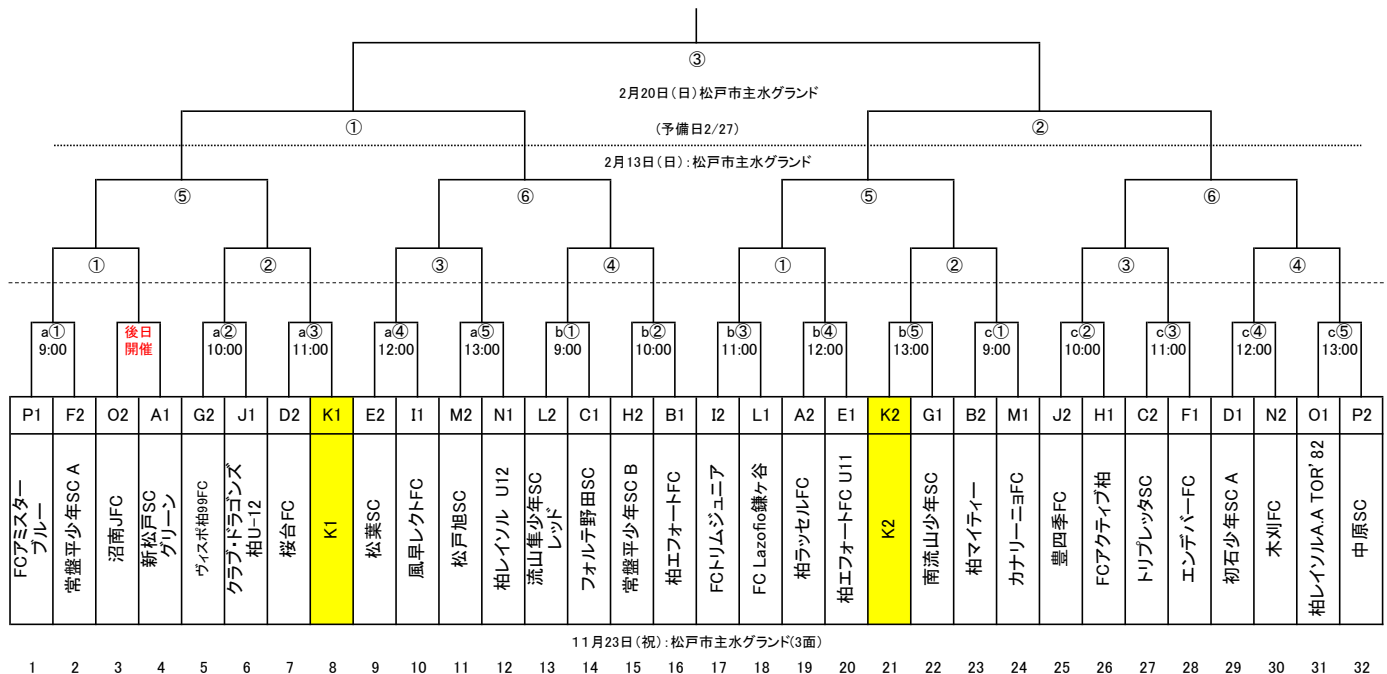 ③
2月20日(日)松戸市主水グランド
① (予備日2/27) ②
2月13日(日):松戸市主水グランド
⑤ ⑥ ⑤ ⑥
① ② ③ ④ ① ② ③ ④
a① 後日 a② a③ a④ a⑤ b① b② b③ b④ b⑤ c① c② c③ c④ c⑤
9:00 開催 10:00 11:00 12:00 13:00 9:00 10:00 11:00 12:00 13:00 9:00 10:00 11:00 12:00 13:00
P1 F2 O2 A1 G2 J1 D2 K1 E2 I1 M2 N1 L2 C1 H2 B1 I2 L1 A2 E1 K2 G1 B2 M1 J2 H1 C2 F1 D1 N2 O1 P2
FCアミスター
ブルー
常盤平少年SC A
沼南JFC
新松戸SC
グリーン
ヴィスポ柏99FC
クラブ・ドラゴンズ
柏U-12
桜台FC
K1
松葉SC
風早レクトFC
松戸旭SC
柏レイソル U12
流山隼少年SC
レッド
フォルテ野田SC
常盤平少年SC B
柏エフォートFC
FCトリムジュニア
FC Lazofio鎌ケ谷
柏ラッセルFC
柏エフォートFC U11
K2
南流山少年SC
柏マイティー
カナリーニョFC
豊四季FC
FCアクティブ柏
トリプレッタSC
エンデバーFC
初石少年SC A
木刈FC
柏レイソルA.A TOR'82
中原SC
11月23日(祝):松戸市主水グランド(3面)
1 2 3 4 5 6 7 8 9 10 11 12 13 14 15 16 17 18 19 20 21 22 23 24 25 26 27 28 29 30 31 32